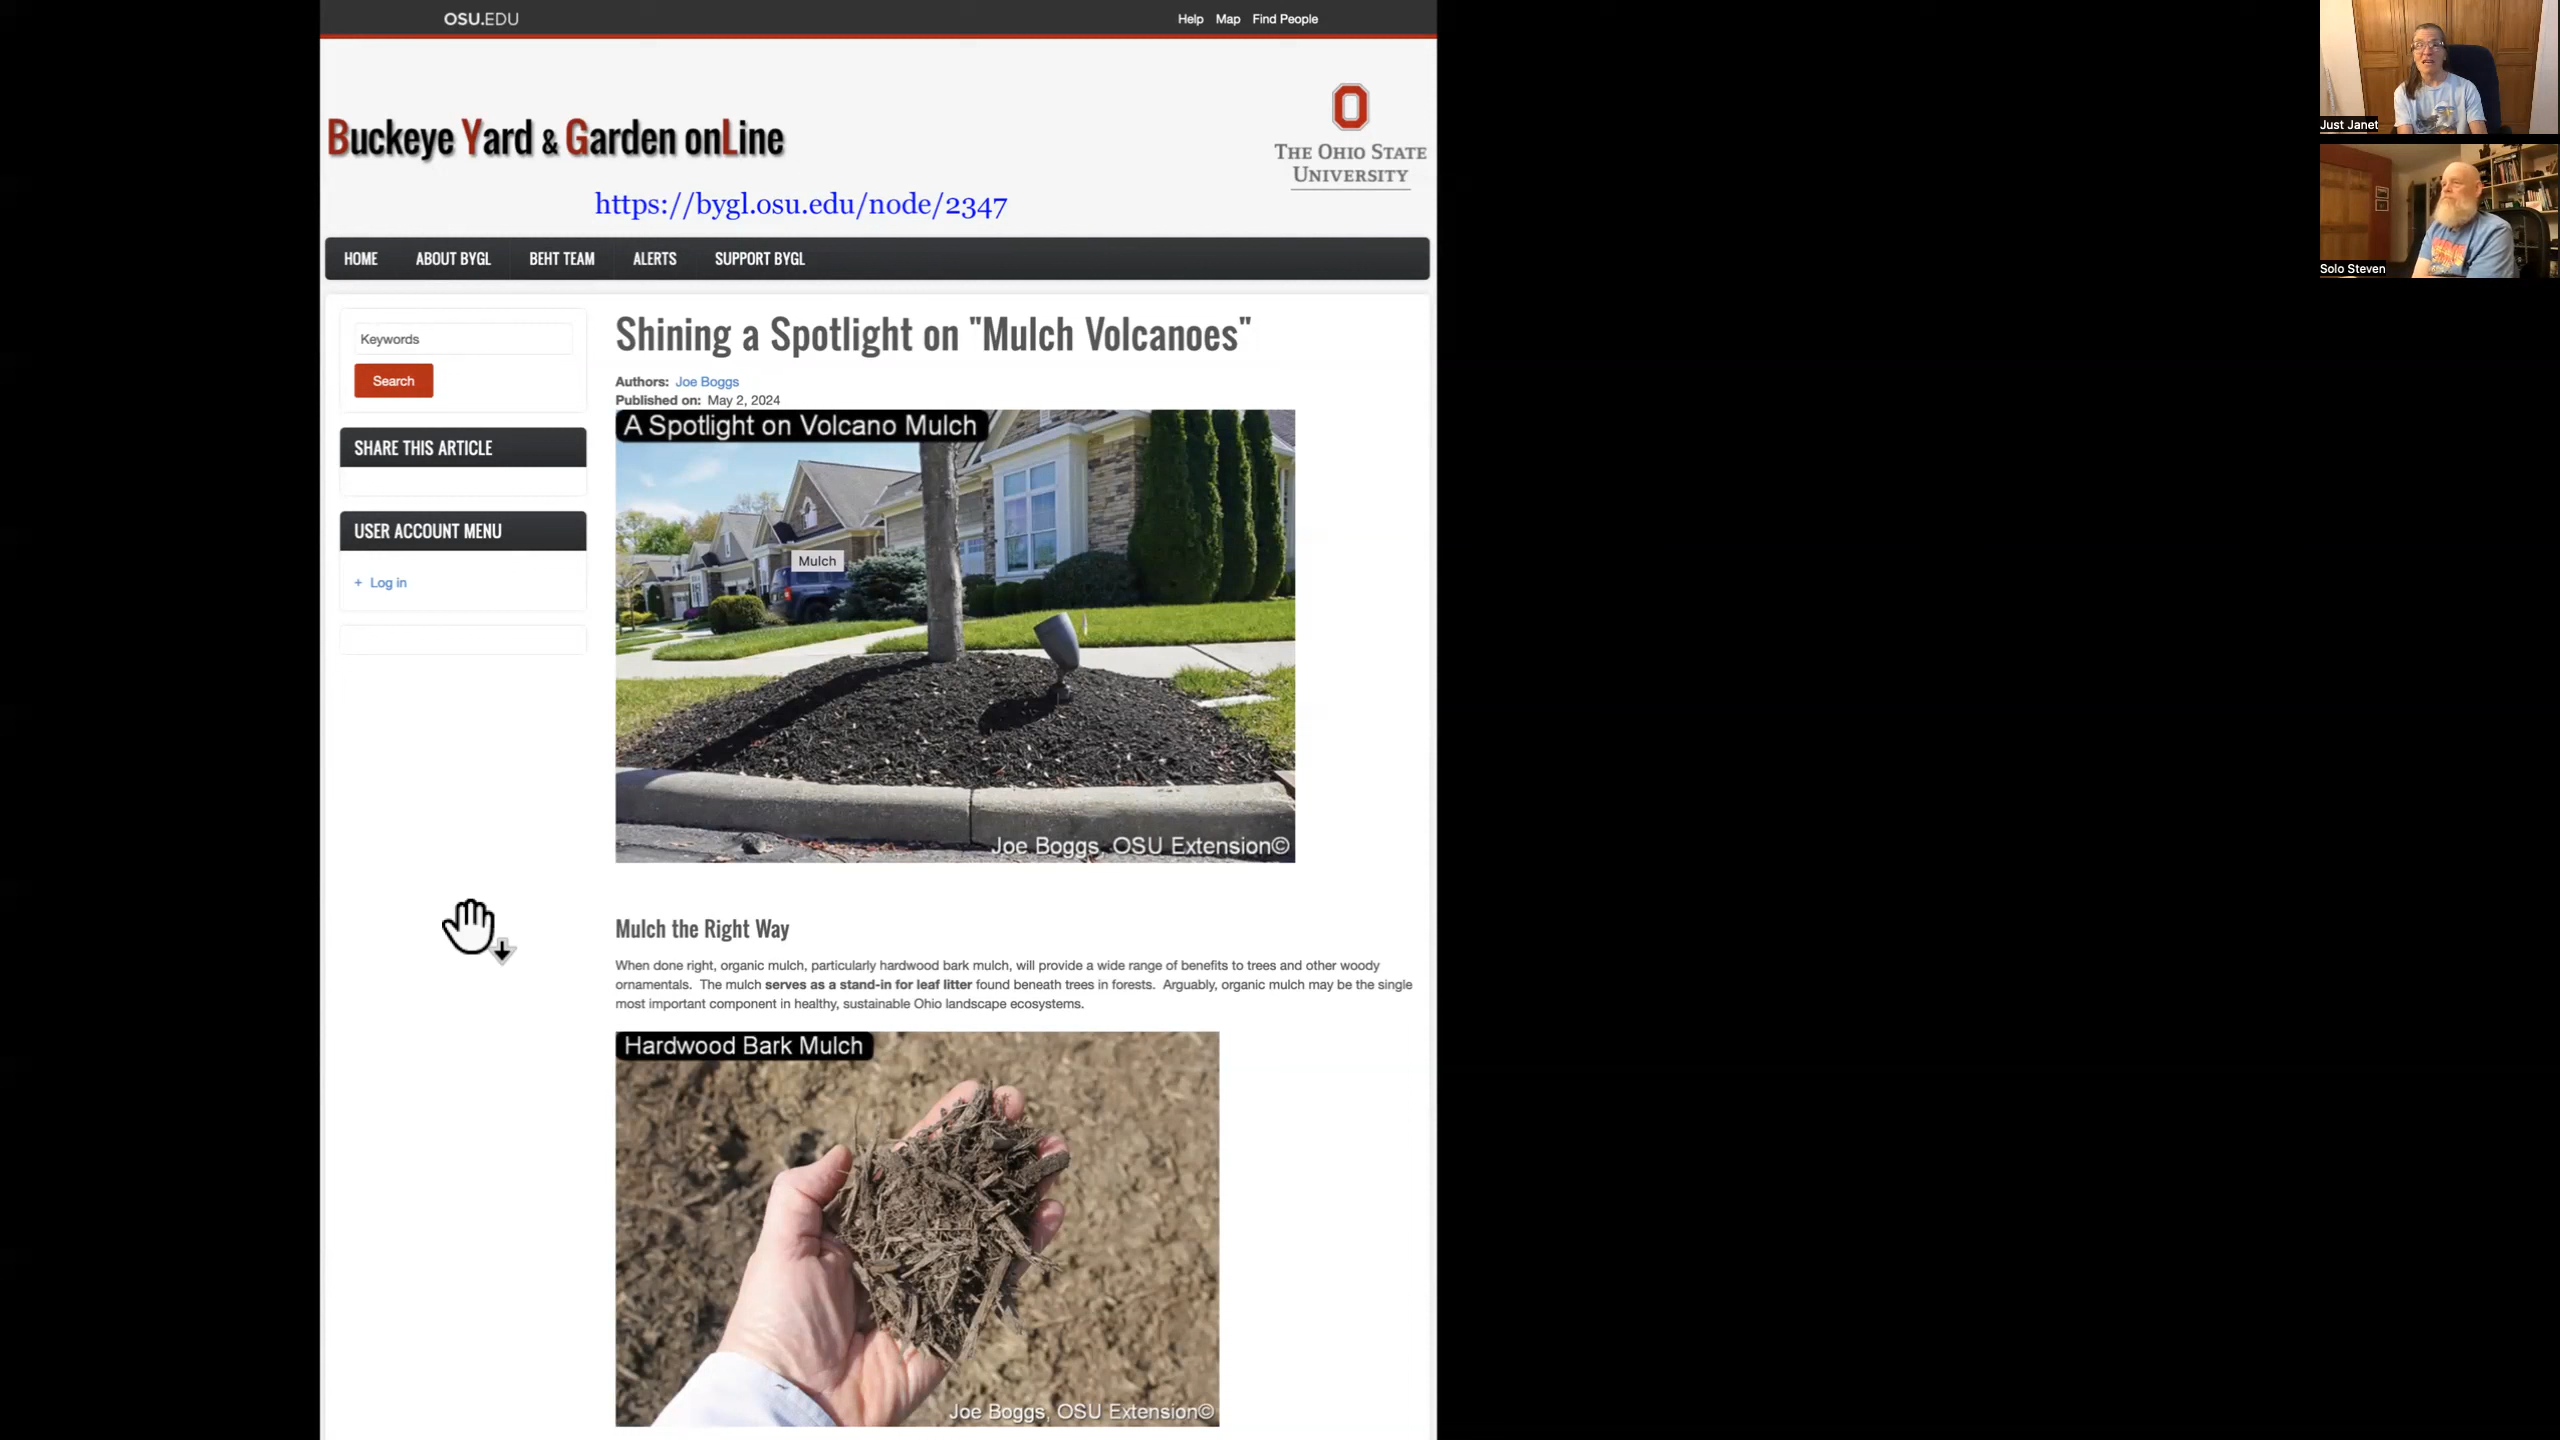 OSU.EDU
Help Map Find People
Buckeye Yard & Garden onLine
THE OHIO STATE
UNIVERSITY
https://bygl.osu.edu/node/2347
HOME ABOUT BYGL BEHT TEAM ALERTS SUPPORT BYGL
Keywords
Search
SHARE THIS ARTICLE
USER ACCOUNT MENU
+ Log in
Shining a Spotlight on "Mulch Volcanoes"
Authors: Joe Boggs
Published on: May 2, 2024
A Spotlight on Volcano Mulch
Mulch
Joe Boggs, OSU Extension©
Mulch the Right Way
When done right, organic mulch, particularly hardwood bark mulch, will provide a wide range of benefits to trees and other woody
ornamentals. The mulch serves as a stand-in for leaf litter found beneath trees in forests. Arguably, organic mulch may be the single
most important component in healthy, sustainable Ohio landscape ecosystems.
Hardwood Bark Mulch
Joe Boggs, OSU Extension©
Just Janet
Solo Steven